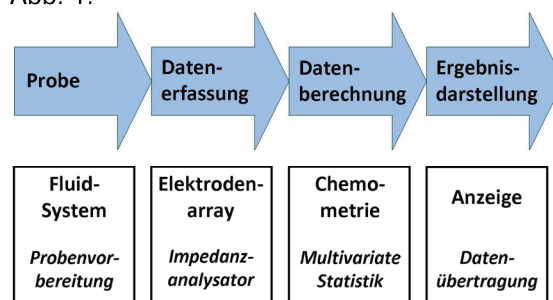 Abb. 1:
Probe
Daten-
erfassung
Daten-
berechnung
Ergebnis-
darstellung
Fluid-
System
Probenvor-
bereitung
Elektroden-
array
Impedanz-
analysator
Chemo-
metrie
Multivariate
Statistik
Anzeige
Daten-
übertragung